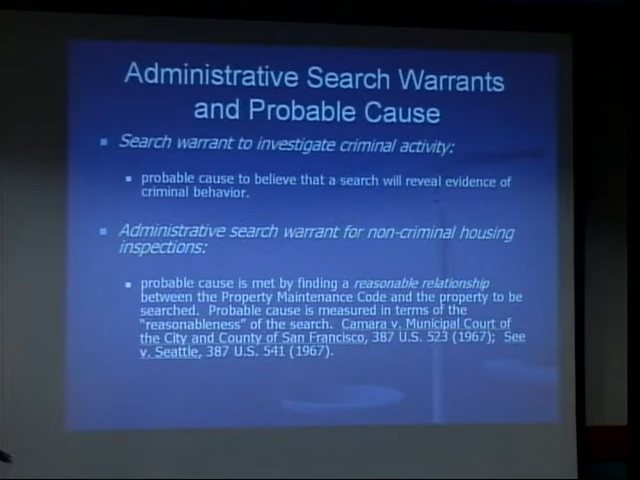 Administrative Search Warrants
and Probable Cause
Search warrant to investigate criminal activity:
probable cause to believe that a search will reveal evidence of
criminal behavior.
Administrative search warrant for non-criminal housing
inspections:
probable cause is met by finding a reasonable relationship
between the Property Maintenance Code and the property to be
searched. Probable cause is measured in terms of the
"reasonableness" of the search. Camara v. Municipal Court of
the City and County of San Francisco, 387 U.S. 523 (1967); See
v. Seattle, 387 U.S. 541 (1967).